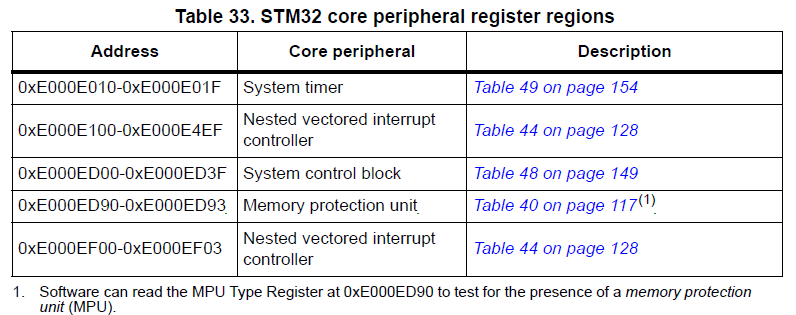 Table 33. STM32 core peripheral register regions
Address Core peripheral Description
0xE000E010-0xE000E01F System timer Table 49 on page 154
0xE000E100-0xE000E4EF Nested vectored interrupt
controller Table 44 on page 128
0xE000ED00-0xE000ED3F System control block Table 48 on page 149
0xE000ED90-0xE000ED93. Memory protection unit. Table 40 on page 117(1).
0xE000EF00-0xE000EF03 Nested vectored interrupt
controller Table 44 on page 128
1. Software can read the MPU Type Register at 0xE000ED90 to test for the presence of a memory protection
unit (MPU).